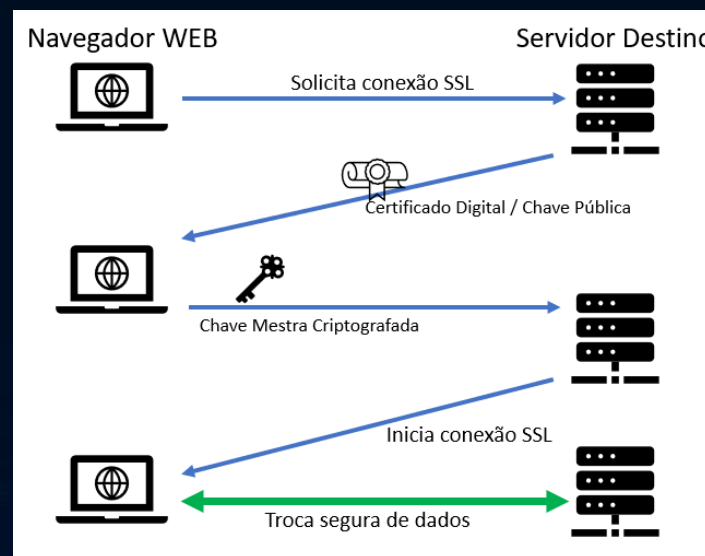 Navegador WEB
Servidor Destino
Solicita conexão SSL
Certificado Digital / Chave Pública
Chave Mestra Criptografada
Inicia conexão SSL
Troca segura de dados